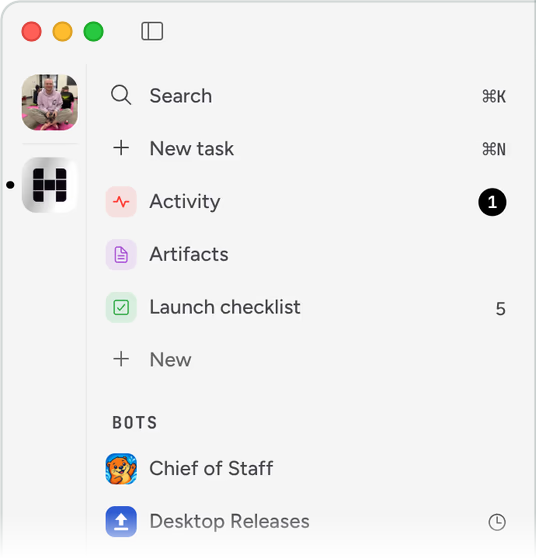 Search ⌘K
New task ⌘N
Activity 1
Artifacts
Launch checklist 5
New
BOTS
Chief of Staff
Desktop Releases